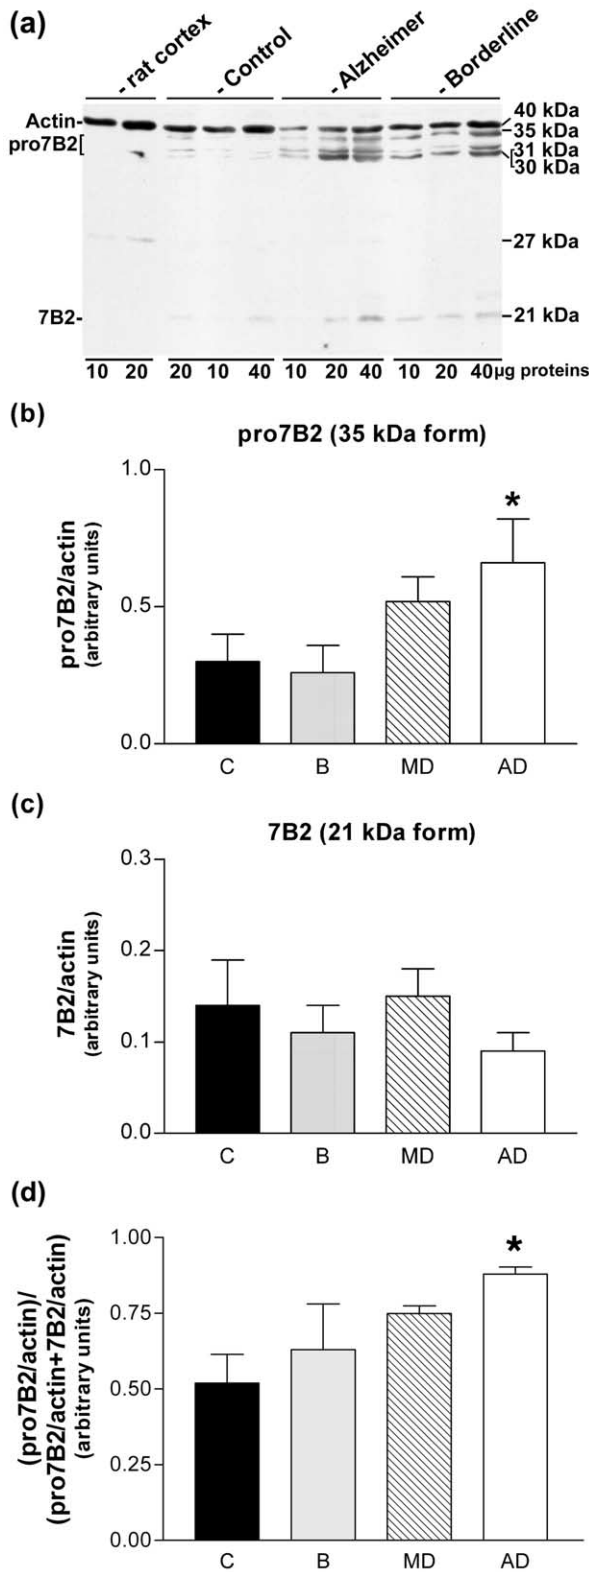 (a)
- rat cortex - Control - Alzheimer - Borderline
Actin- 40 kDa
pro7B2 35 kDa
31 kDa
30 kDa
27 kDa
7B2- 21 kDa
10 20 20 10 40 10 20 40 10 20 40 µg proteins
(b)
pro7B2 (35 kDa form)
pro7B2/actin
(arbitrary units)
1.0
0.5
0.0
*
C B MD AD
(c)
7B2 (21 kDa form)
7B2/actin
(arbitrary units)
0.3
0.2
0.1
0.0
C B MD AD
(d)
(pro7B2/actin)/
(pro7B2/actin+7B2/actin)
(arbitrary units)
1.00
0.75
0.50
0.25
0.00
*
C B MD AD